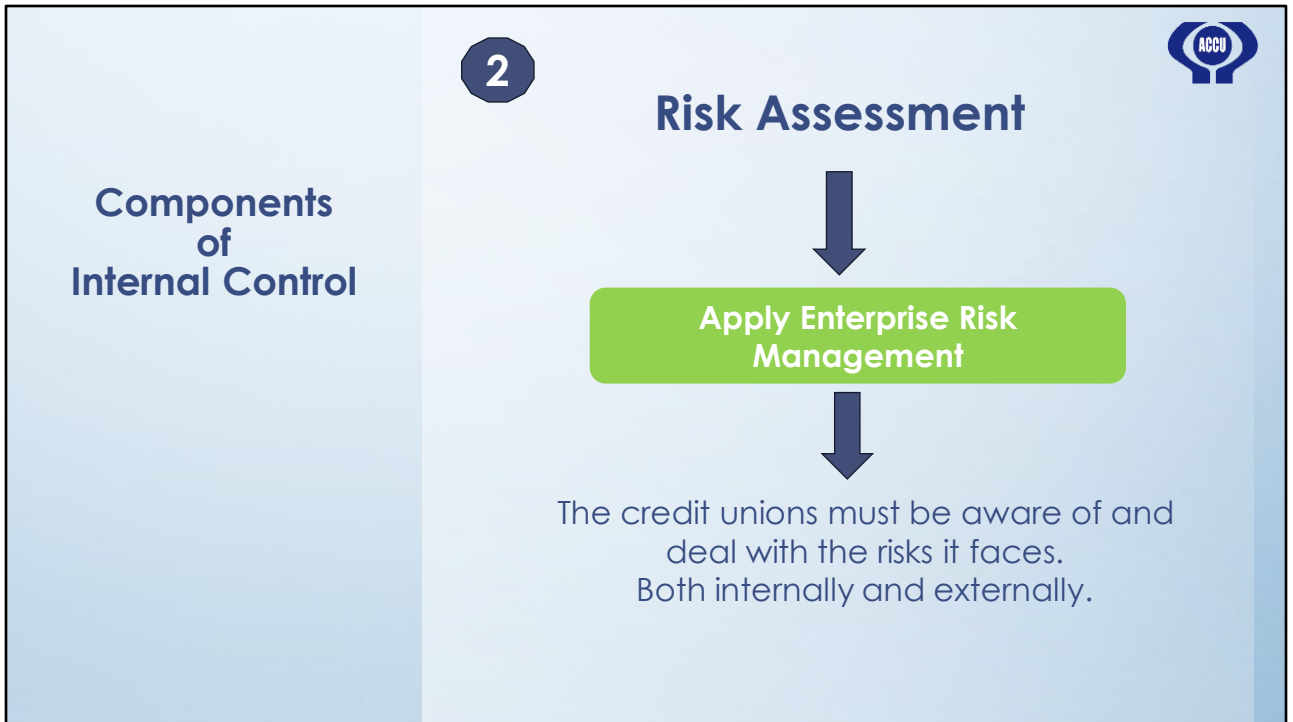 Components
of
Internal Control
2
ACCU
Risk Assessment
Apply Enterprise Risk
Management
The credit unions must be aware of and
deal with the risks it faces.
Both internally and externally.